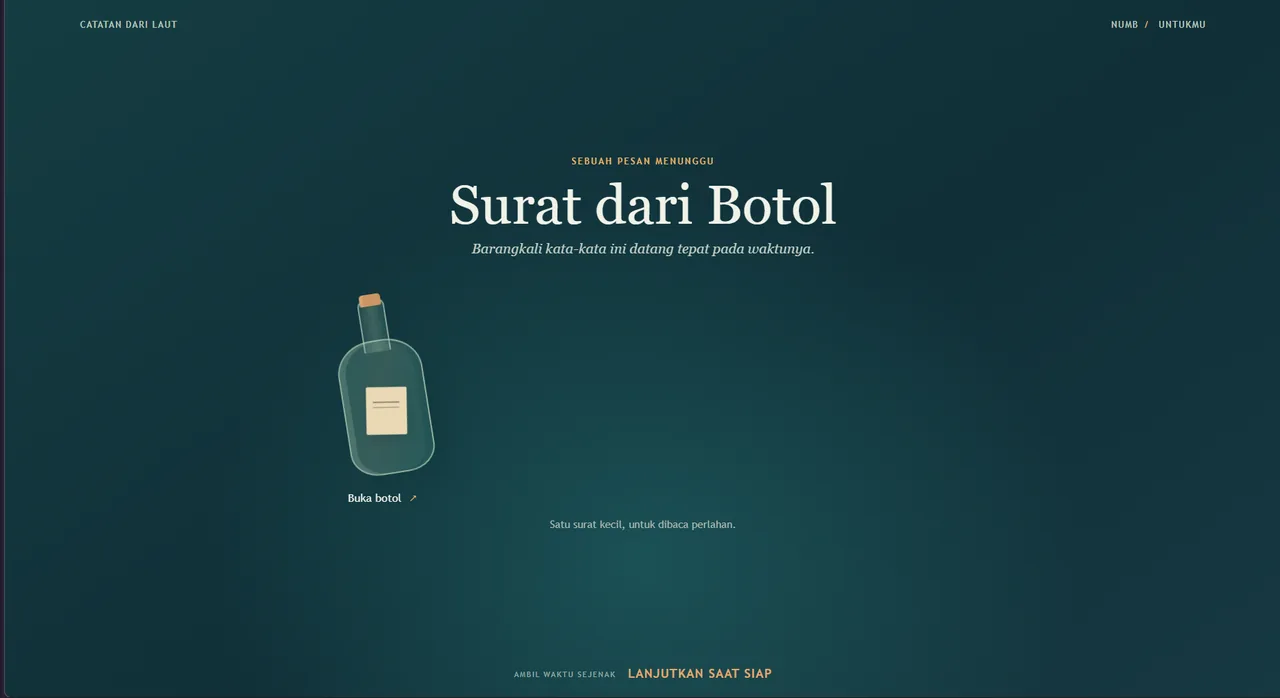 CATATAN DARI LAUT
NUMB / UNTUKMU
SEBUAH PESAN MENUNGGU
Surat dari Botol
Barangkali kata-kata ini datang tepat pada waktunya.
Buka botol ↗
Satu surat kecil, untuk dibaca perlahan.
AMBIL WAKTU SEJENAK LANJUTKAN SAAT SIAP